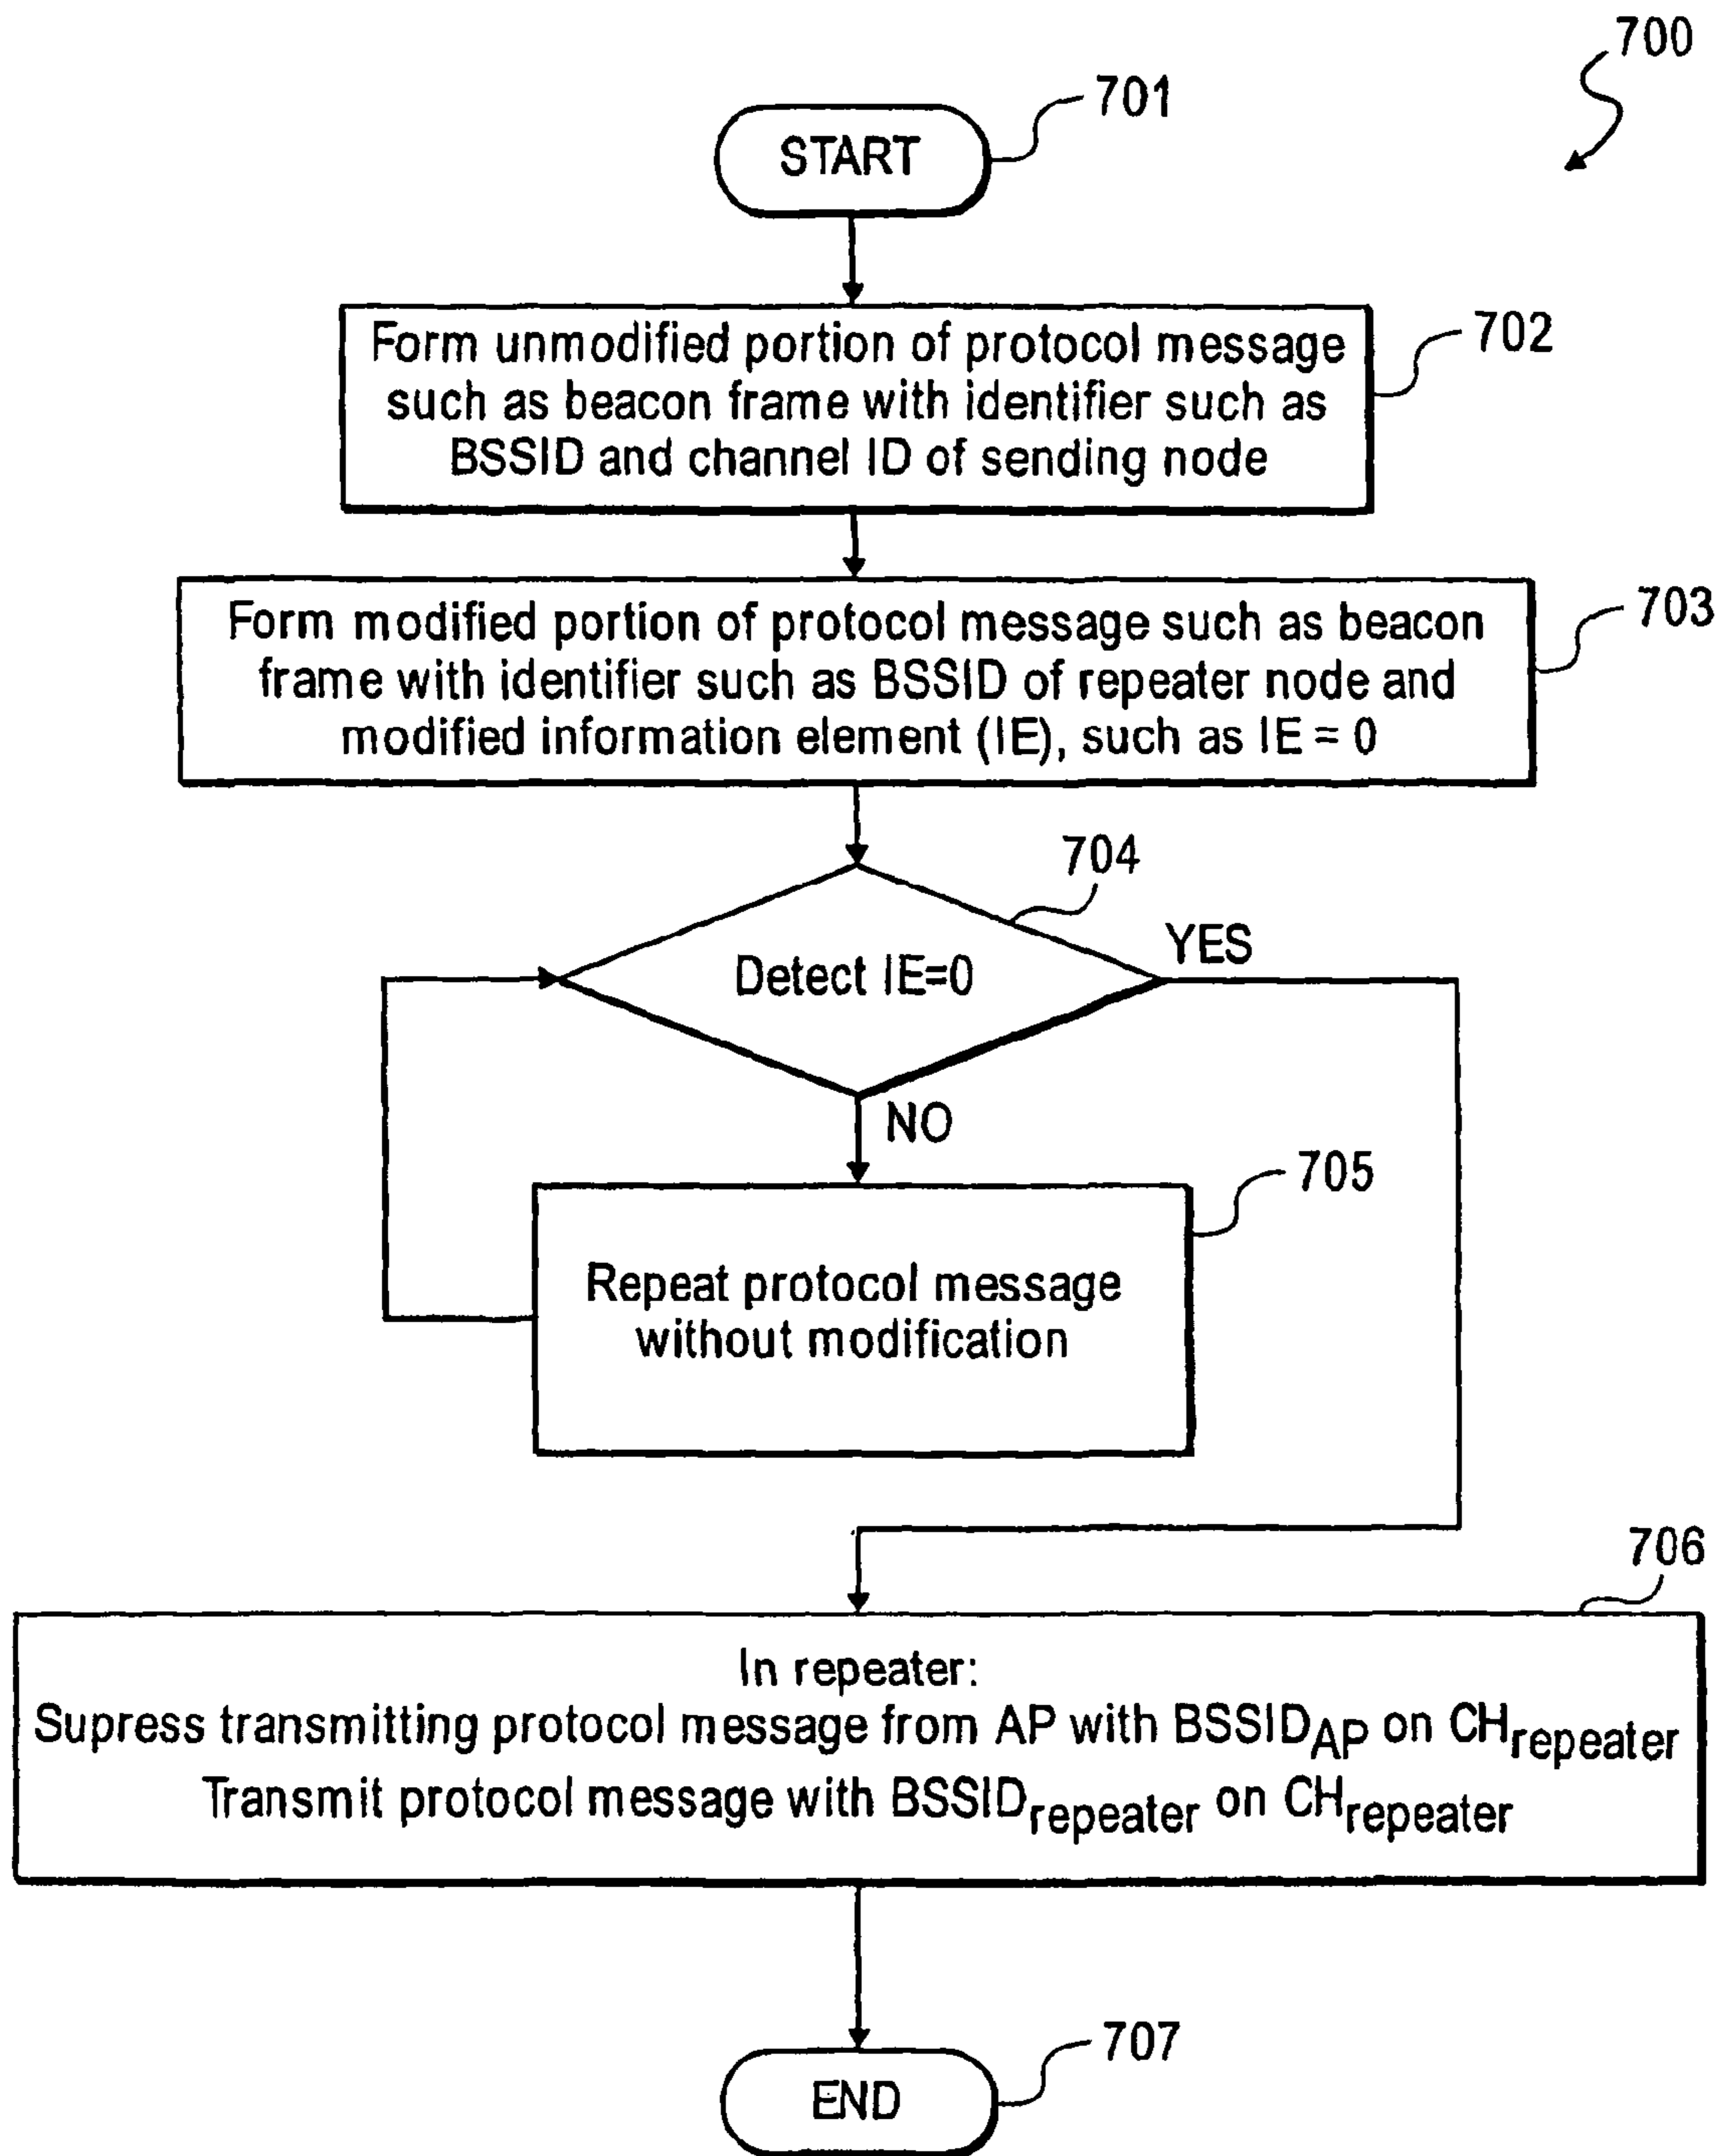 700
701
START
Form unmodified portion of protocol message
such as beacon frame with identifier such as
BSSID and channel ID of sending node
702
Form modified portion of protocol message such as beacon
frame with identifier such as BSSID of repeater node and
modified information element (IE), such as IE = 0
703
704
Detect IE=0
YES
NO
705
Repeat protocol message
without modification
706
In repeater:
Supress transmitting protocol message from AP with BSSIDAP on CHrepeater
Transmit protocol message with BSSIDrepeater on CHrepeater
707
END